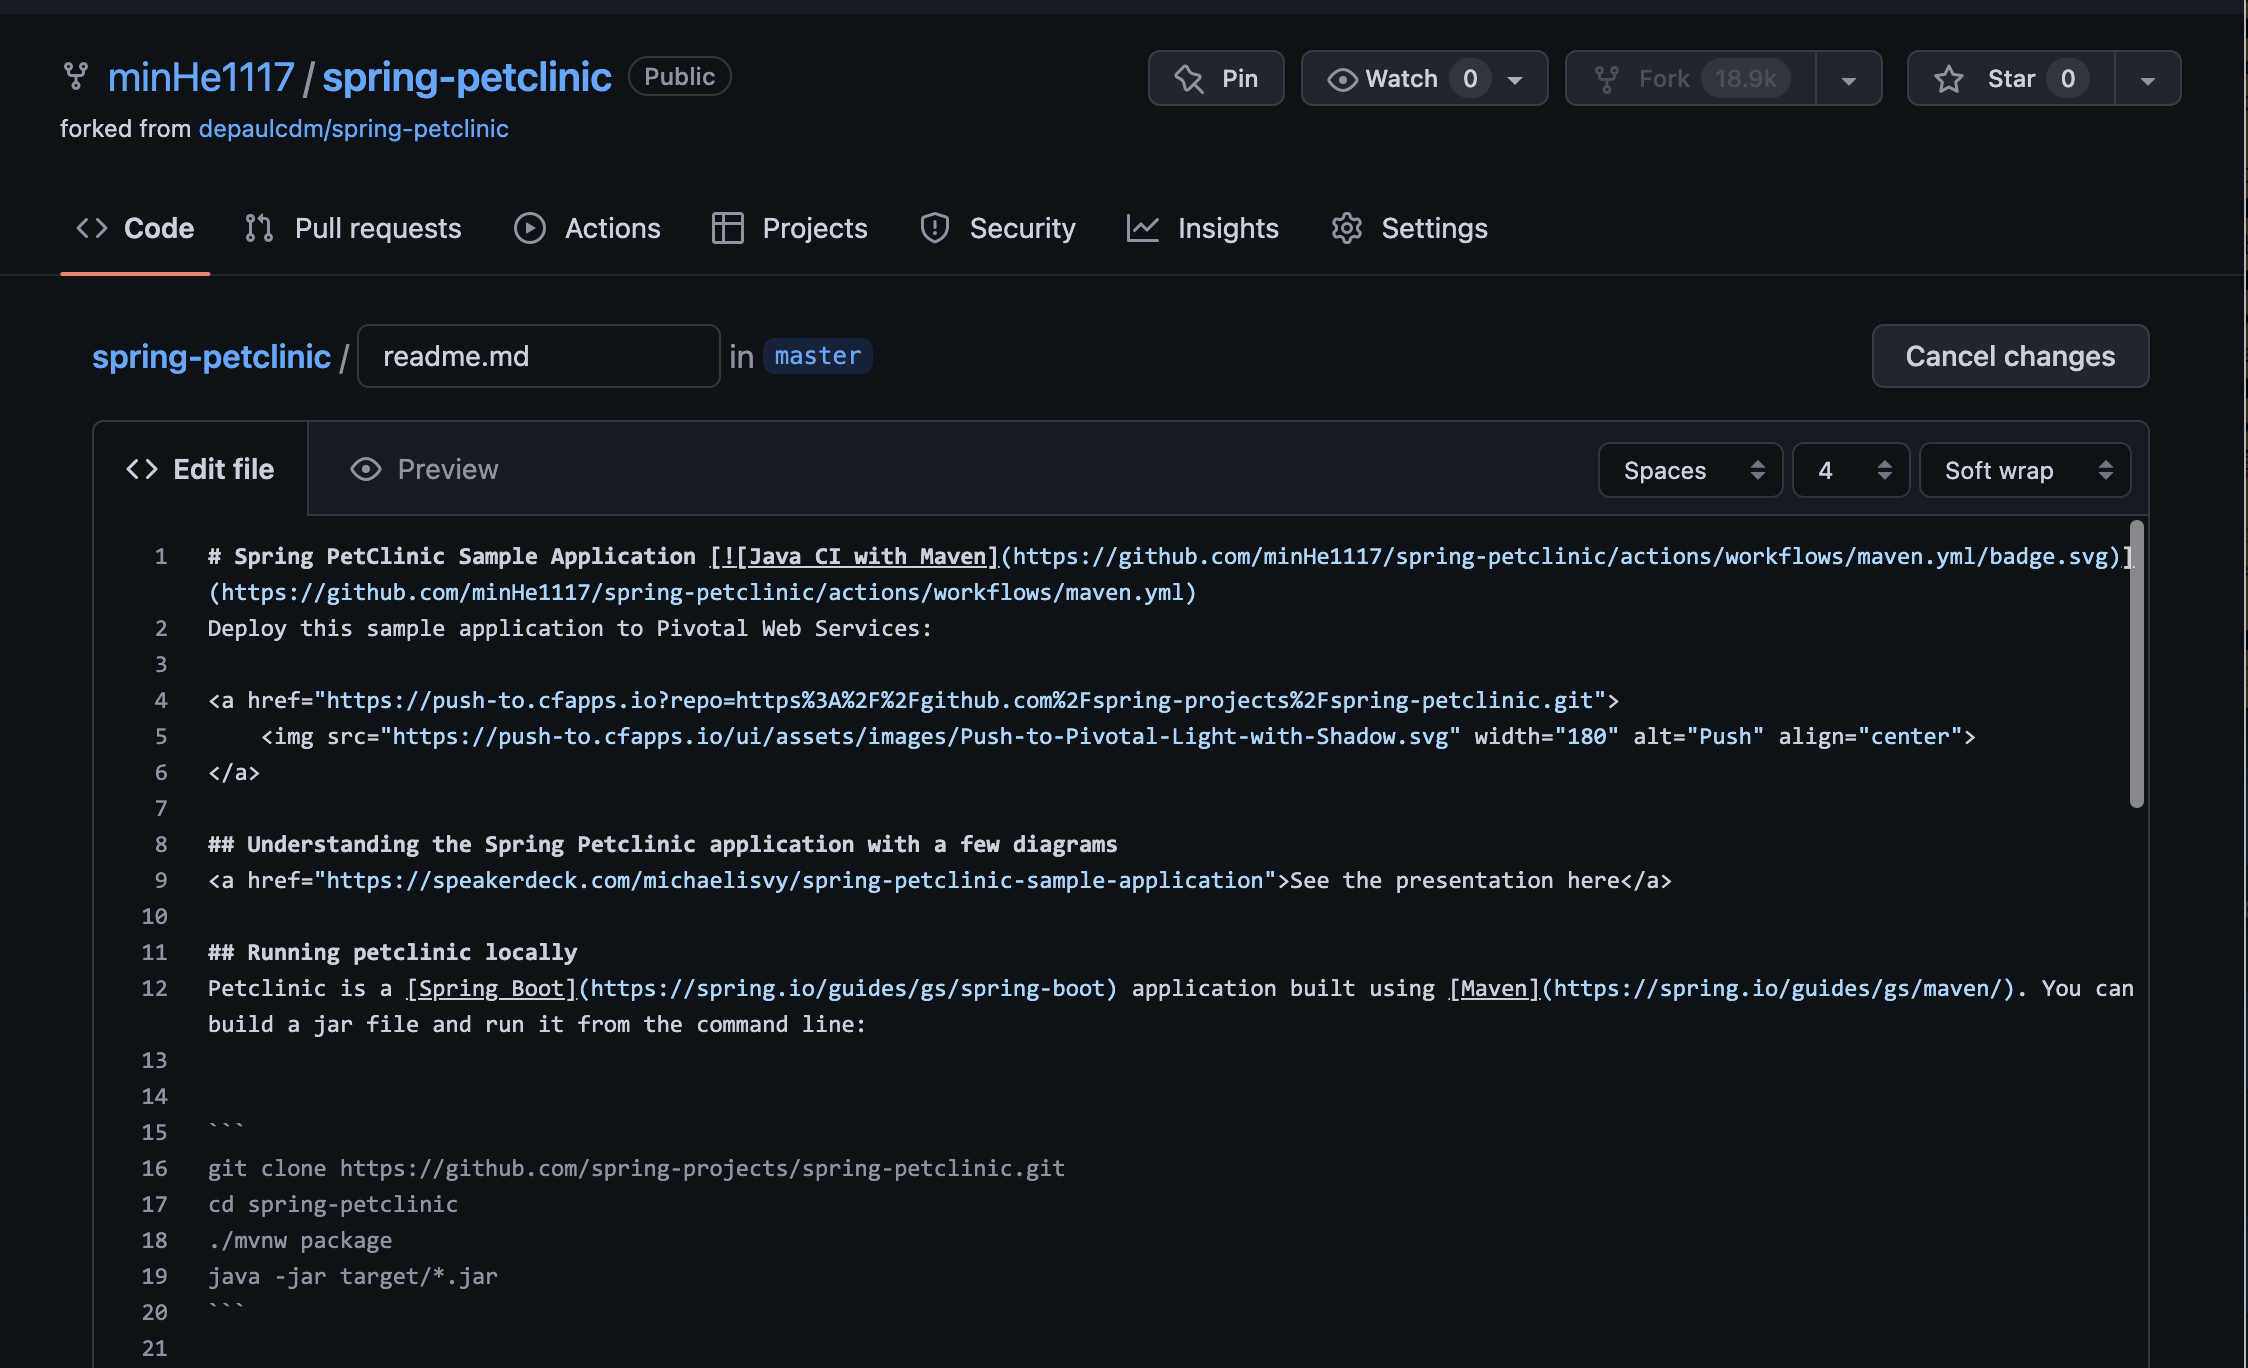 minHe1117 / spring-petclinic Public Pin Watch 0 Fork 18.9k Star 0
forked from depaulcdm/spring-petclinic
Code Pull requests Actions Projects Security Insights Settings
spring-petclinic / readme.md in master Cancel changes
Edit file Preview Spaces 4 Soft wrap
1 # Spring PetClinic Sample Application [![Java CI with Maven](https://github.com/minHe1117/spring-petclinic/actions/workflows/maven.yml/badge.svg)]
(https://github.com/minHe1117/spring-petclinic/actions/workflows/maven.yml)
2 Deploy this sample application to Pivotal Web Services:
3
4 <a href="https://push-to.cfapps.io?repo=https%3A%2F%2Fgithub.com%2Fspring-projects%2Fspring-petclinic.git">
5     <img src="https://push-to.cfapps.io/ui/assets/images/Push-to-Pivotal-Light-with-Shadow.svg" width="180" alt="Push" align="center">
6 </a>
7
8 ## Understanding the Spring Petclinic application with a few diagrams
9 <a href="https://speakerdeck.com/michaelisvy/spring-petclinic-sample-application">See the presentation here</a>
10
11 ## Running petclinic locally
12 Petclinic is a [Spring Boot](https://spring.io/guides/gs/spring-boot) application built using [Maven](https://spring.io/guides/gs/maven/). You can
build a jar file and run it from the command line:
13
14
15 ```
16 git clone https://github.com/spring-projects/spring-petclinic.git
17 cd spring-petclinic
18 ./mvnw package
19 java -jar target/*.jar
20 ```
21